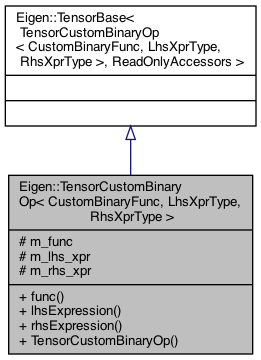 Eigen::TensorBase<
TensorCustomBinaryOp
< CustomBinaryFunc, LhsXprType,
RhsXprType >, ReadOnlyAccessors >
Eigen::TensorCustomBinary
Op< CustomBinaryFunc, LhsXprType,
RhsXprType >
# m_func
# m_lhs_xpr
# m_rhs_xpr
+ func()
+ lhsExpression()
+ rhsExpression()
+ TensorCustomBinaryOp()